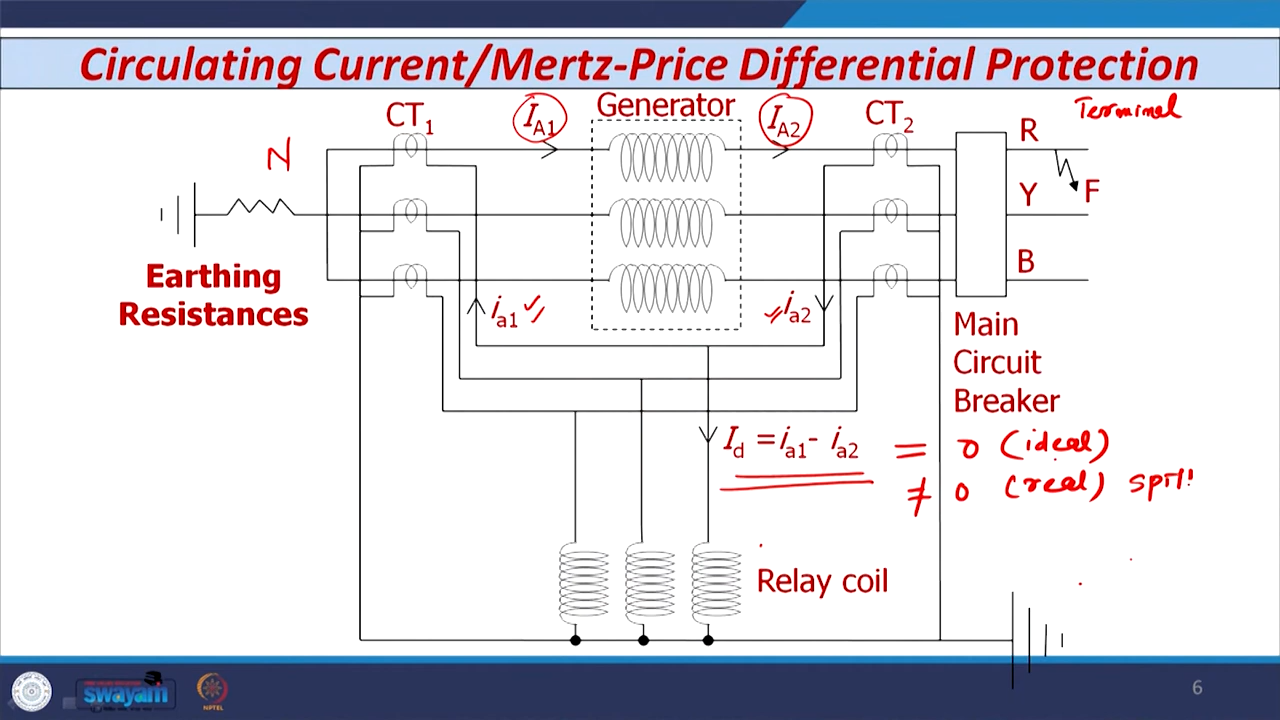 Circulating Current/Mertz-Price Differential Protection
Terminal
CT1
IA1
Generator
IA2
CT2
R
N
Y
F
B
Earthing
Resistances
ia1
ia2
Main
Circuit
Breaker
Id = ia1 - ia2 = 0 (ideal)
≠ 0 (real)
Relay coil
swayam
NPTEL
6